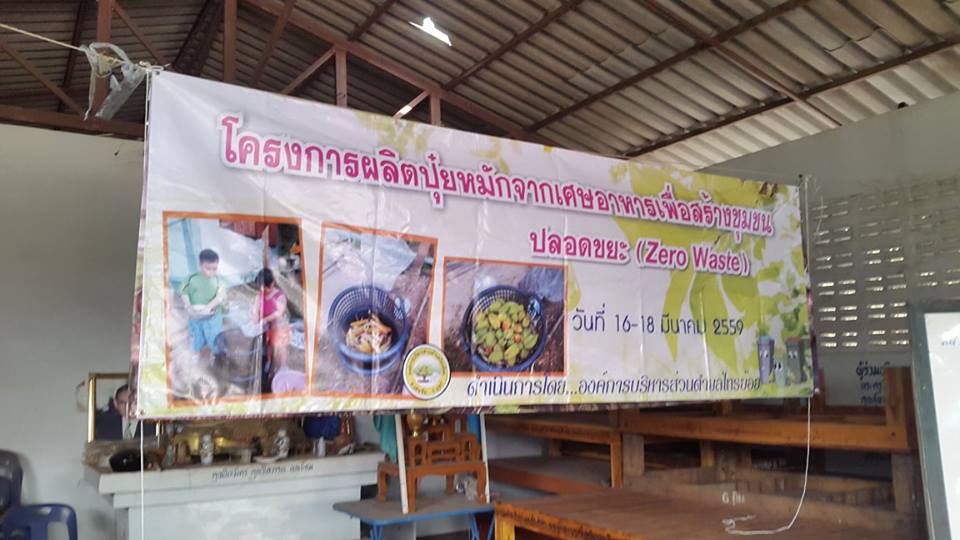 โครงการผลิตปุ๋ยหมักจากเศษอาหารเพื่อสร้างชุมชน
ปลอดขยะ (Zero Waste)
วันที่ 16-18 มีนาคม 2559
ดำเนินการโดย...องค์การบริหารส่วนตำบลไทรย้อย